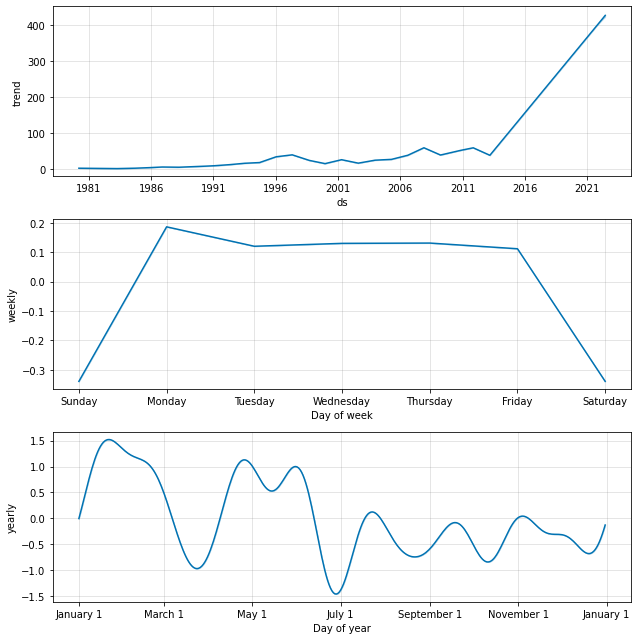 400
300
200
100
0
trend
1981 1986 1991 1996 2001 2006 2011 2016 2021
ds
0.2
0.1
0.0
−0.1
−0.2
−0.3
weekly
Sunday Monday Tuesday Wednesday Thursday Friday Saturday
Day of week
1.5
1.0
0.5
0.0
−0.5
−1.0
−1.5
yearly
January 1 March 1 May 1 July 1 September 1 November 1 January 1
Day of year